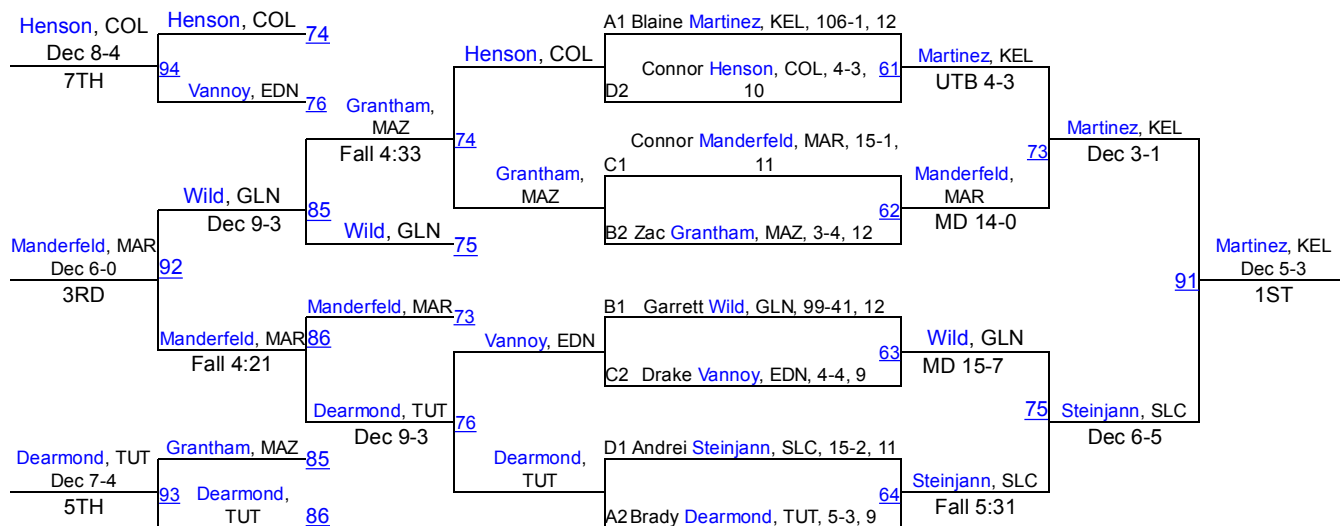 Henson, COL
Dec 8-4
7TH
94
Henson, COL
74
Vannoy, EDN
76
Grantham,
MAZ
Fall 4:33
74
Henson, COL
Grantham,
MAZ
Wild, GLN
Dec 9-3
85
Wild, GLN
75
Manderfeld, MAR
Dec 6-0
3RD
92
Manderfeld, MAR
Fall 4:21
86
Manderfeld, MAR
73
Dearmond, TUT
Dec 9-3
76
Vannoy, EDN
Dearmond,
TUT
Dearmond, TUT
Dec 7-4
5TH
93
Grantham, MAZ
85
Dearmond,
TUT
86
A1 Blaine Martinez, KEL, 106-1, 12
Connor Henson, COL, 4-3,
D2 10
61
Martinez, KEL
UTB 4-3
Connor Manderfeld, MAR, 15-1,
C1 11
B2 Zac Grantham, MAZ, 3-4, 12
62
Manderfeld,
MAR
MD 14-0
73
Martinez, KEL
Dec 3-1
B1 Garrett Wild, GLN, 99-41, 12
C2 Drake Vannoy, EDN, 4-4, 9
63
Wild, GLN
MD 15-7
D1 Andrei Steinjann, SLC, 15-2, 11
A2 Brady Dearmond, TUT, 5-3, 9
64
Steinjann, SLC
Fall 5:31
75
Steinjann, SLC
Dec 6-5
91
Martinez, KEL
Dec 5-3
1ST